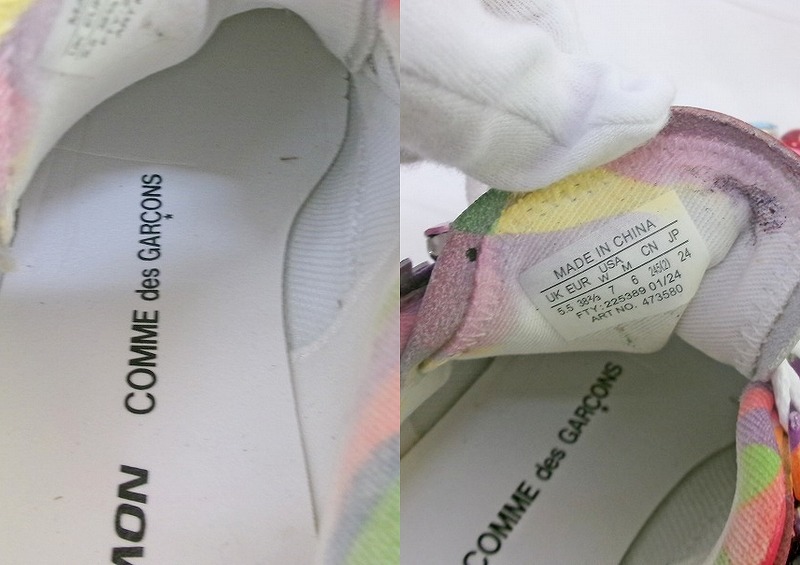 COMME des GARÇONS
MON
MADE IN CHINA
UK EUR USA CN JP
W M
5.5 38⅔ 7 6 245(2) 24
FTY: 225389 01/24
ART NO. 473580
COMME des GARÇONS